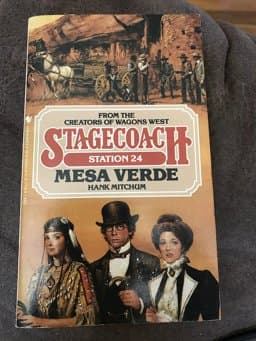 FROM THE
CREATORS OF WAGONS WEST
STAGECOACH
STATION 24
MESA VERDE
HANK MITCHUM